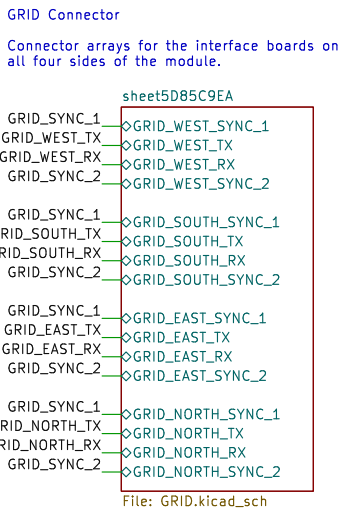 GRID Connector
Connector arrays for the interface boards on
all four sides of the module.
sheet5D85C9EA
GRID_SYNC_1 GRID_WEST_SYNC_1
GRID_WEST_TX GRID_WEST_TX
GRID_WEST_RX GRID_WEST_RX
GRID_SYNC_2 GRID_WEST_SYNC_2
GRID_SYNC_1 GRID_SOUTH_SYNC_1
RID_SOUTH_TX GRID_SOUTH_TX
RID_SOUTH_RX GRID_SOUTH_RX
GRID_SYNC_2 GRID_SOUTH_SYNC_2
GRID_SYNC_1 GRID_EAST_SYNC_1
GRID_EAST_TX GRID_EAST_TX
GRID_EAST_RX GRID_EAST_RX
GRID_SYNC_2 GRID_EAST_SYNC_2
GRID_SYNC_1 GRID_NORTH_SYNC_1
RID_NORTH_TX GRID_NORTH_TX
RID_NORTH_RX GRID_NORTH_RX
GRID_SYNC_2 GRID_NORTH_SYNC_2
File: GRID.kicad_sch